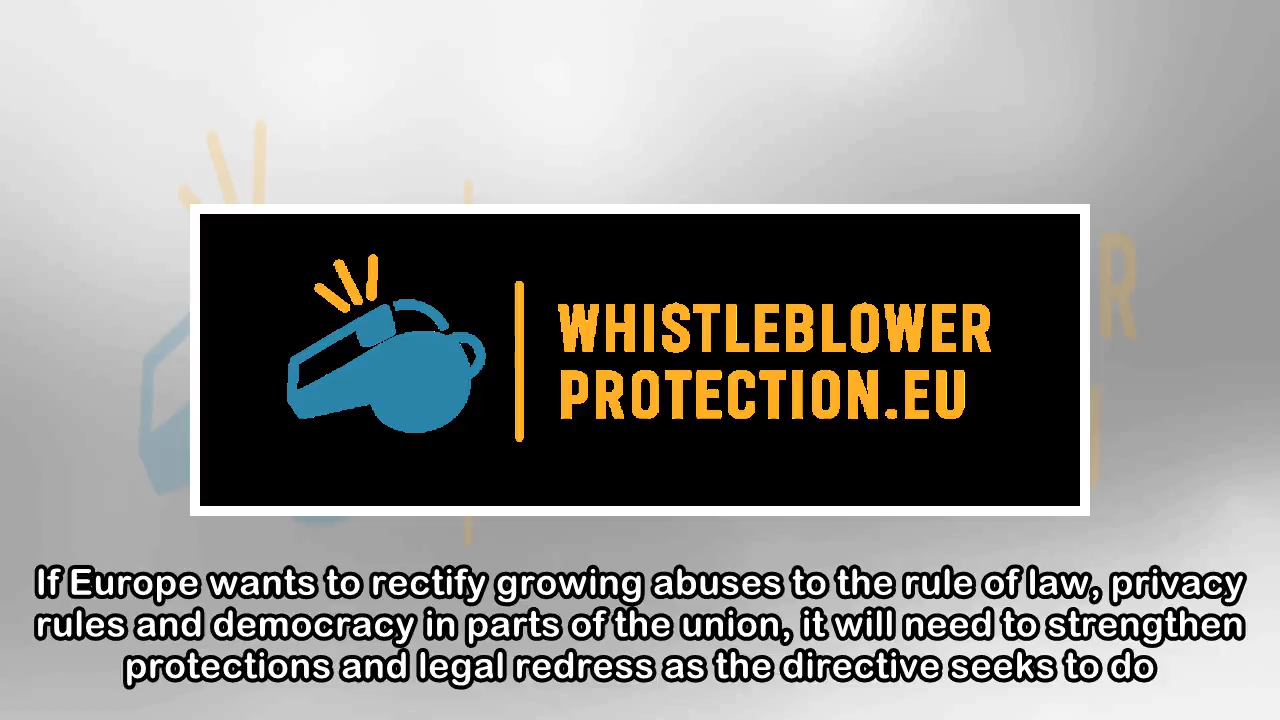 WHISTLEBLOWER
PROTECTION.EU
If Europe wants to rectify growing abuses to the rule of law, privacy
rules and democracy in parts of the union, it will need to strengthen
protections and legal redress as the directive seeks to do